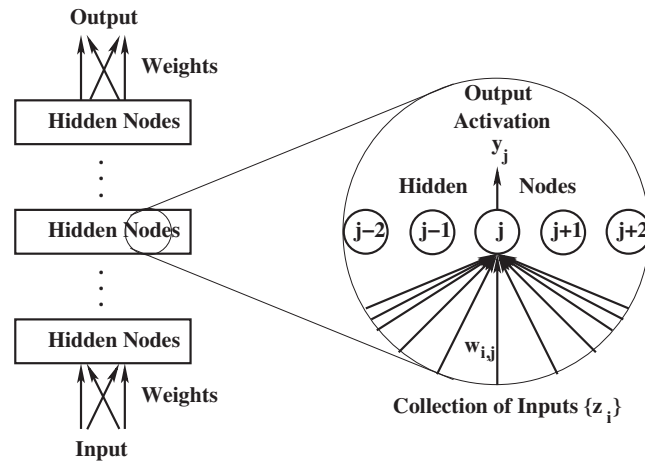 Output
Weights
Hidden Nodes
Hidden Nodes
Hidden Nodes
Weights
Input
Output
Activation
y_j
Hidden Nodes
j−2 j−1 j j+1 j+2
w_{i,j}
Collection of Inputs {z_i}